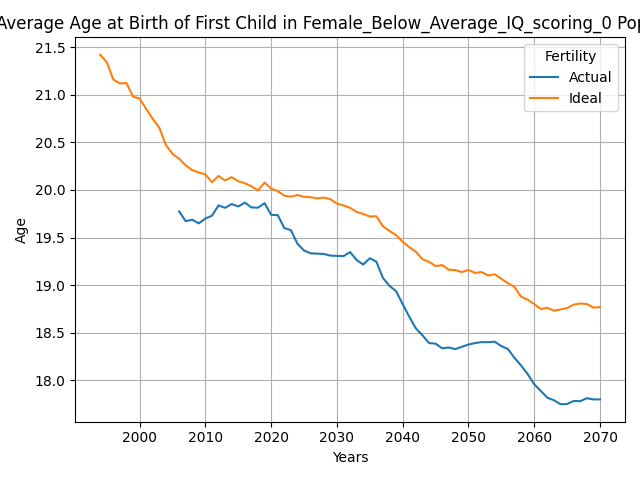 Average Age at Birth of First Child in Female_Below_Average_IQ_scoring_0
Fertility
Actual
Ideal
21.5
21.0
20.5
20.0
19.5
19.0
18.5
18.0
Age
2000 2010 2020 2030 2040 2050 2060 2070
Years